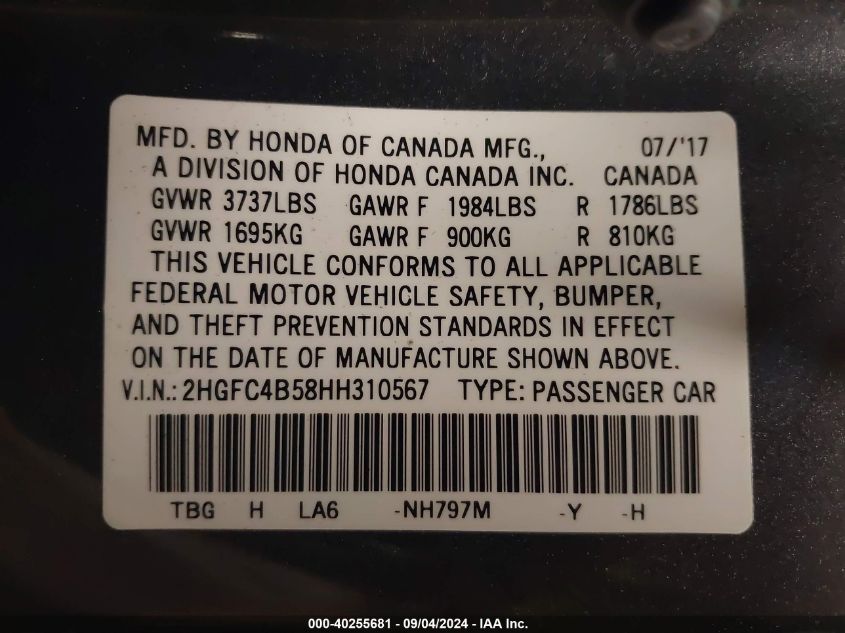 MFD. BY HONDA OF CANADA MFG., 07/'17
A DIVISION OF HONDA CANADA INC. CANADA
GVWR 3737LBS GAWR F 1984LBS R 1786LBS
GVWR 1695KG GAWR F 900KG R 810KG
THIS VEHICLE CONFORMS TO ALL APPLICABLE
FEDERAL MOTOR VEHICLE SAFETY, BUMPER,
AND THEFT PREVENTION STANDARDS IN EFFECT
ON THE DATE OF MANUFACTURE SHOWN ABOVE.
V.I.N.: 2HGFC4B58HH310567 TYPE: PASSENGER CAR
TBG H LA6 -NH797M -Y -H
000-40255681 - 09/04/2024 - IAA Inc.